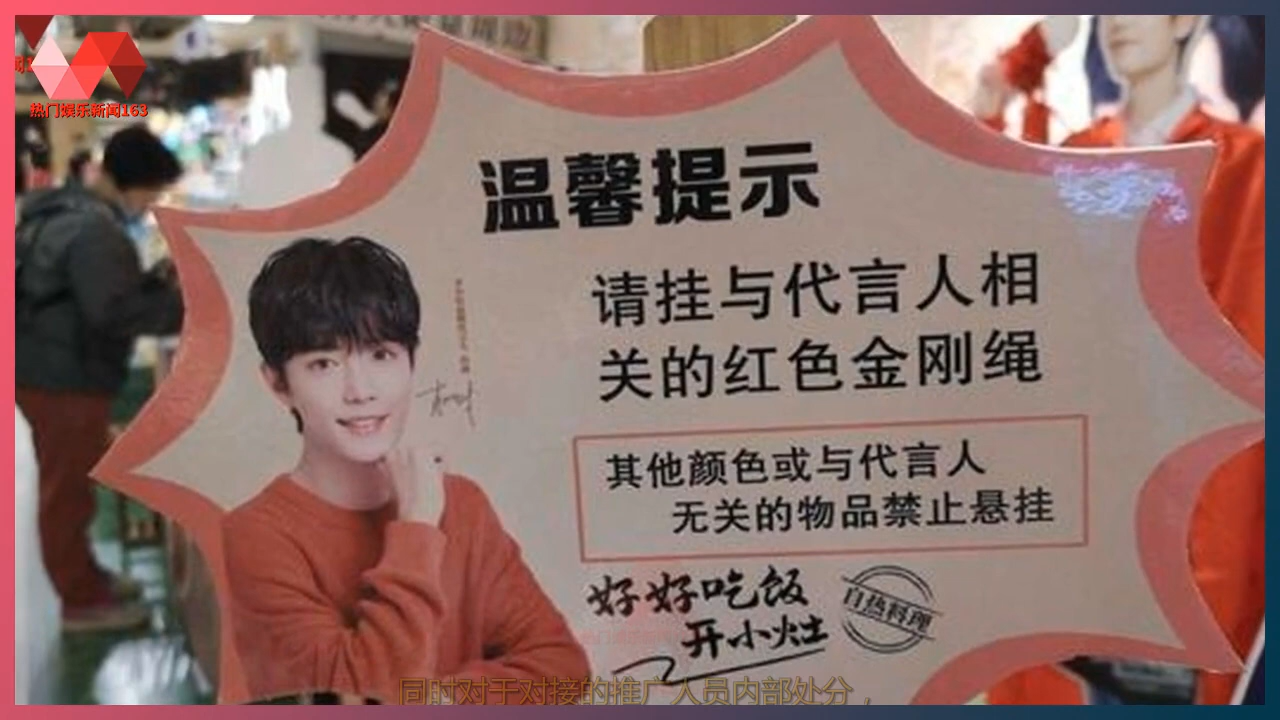 热门娱乐新闻163
温馨提示
请挂与代言人相
关的红色金刚绳
其他颜色或与代言人
无关的物品禁止悬挂
好好吃饭
开小灶
自热料理
同时对于对接的推广人员内部处分，